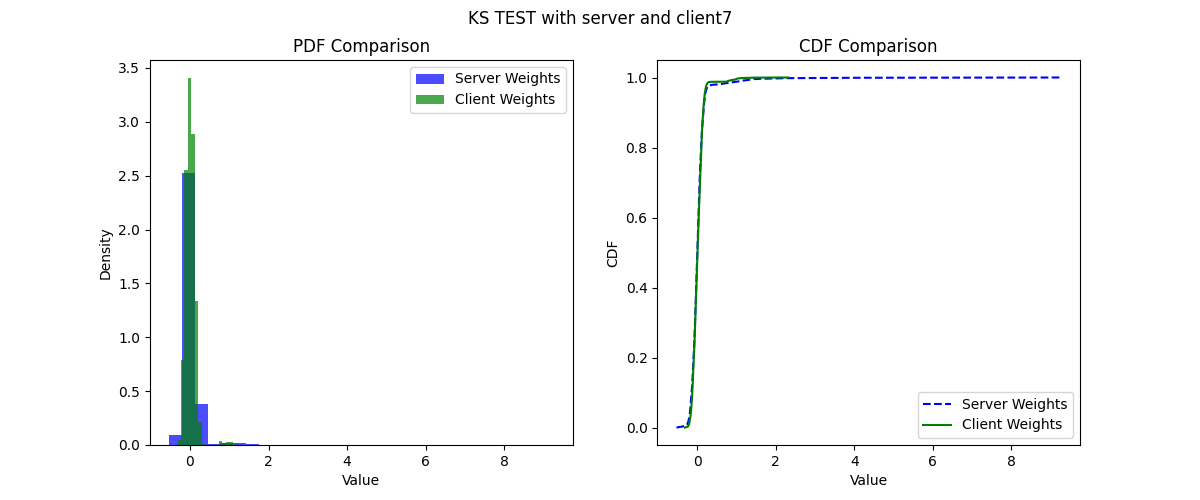 KS TEST with server and client7
PDF Comparison
3.5
3.0
2.5
2.0
1.5
1.0
0.5
0.0
Density
0
2
4
6
8
Value
Server Weights
Client Weights
CDF Comparison
1.0
0.8
0.6
0.4
0.2
0.0
CDF
0
2
4
6
8
Value
Server Weights
Client Weights